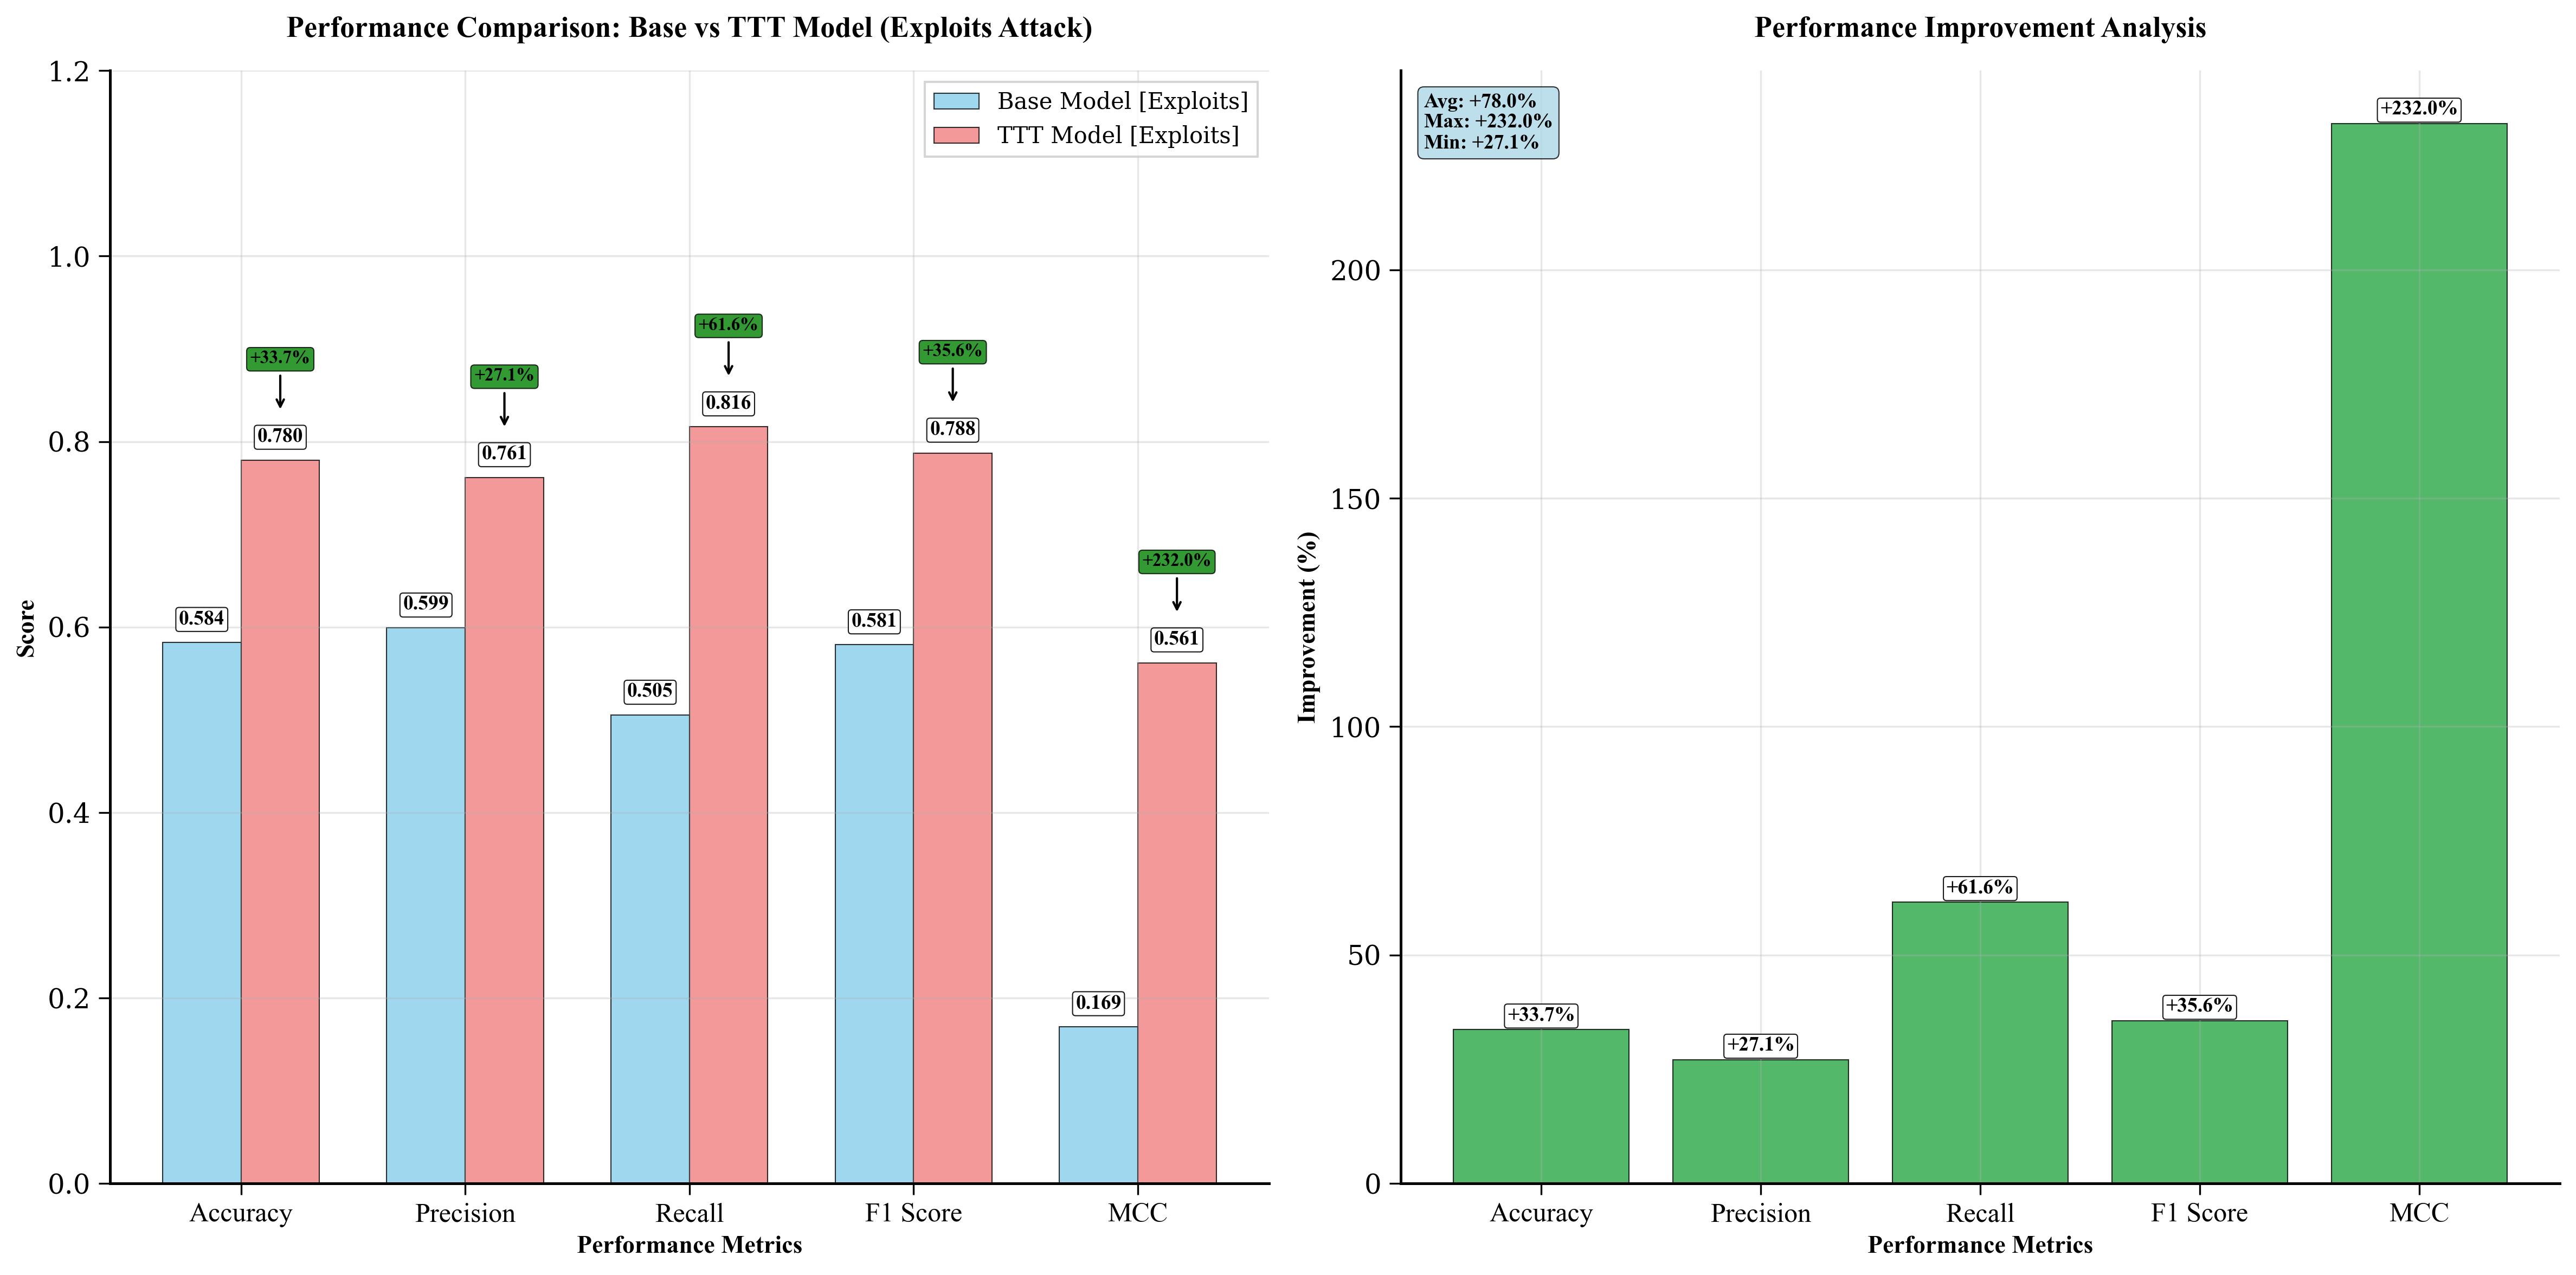 Performance Comparison: Base vs TTT Model (Exploits Attack)
Base Model [Exploits]
TTT Model [Exploits]
Score
1.2
1.0
0.8
0.6
0.4
0.2
0.0
0.584
0.780
+33.7%
0.599
0.761
+27.1%
0.505
0.816
+61.6%
0.581
0.788
+35.6%
0.169
0.561
+232.0%
Accuracy
Precision
Recall
F1 Score
MCC
Performance Metrics
Performance Improvement Analysis
Avg: +78.0%
Max: +232.0%
Min: +27.1%
Improvement (%)
200
150
100
50
0
+33.7%
+27.1%
+61.6%
+35.6%
+232.0%
Accuracy
Precision
Recall
F1 Score
MCC
Performance Metrics